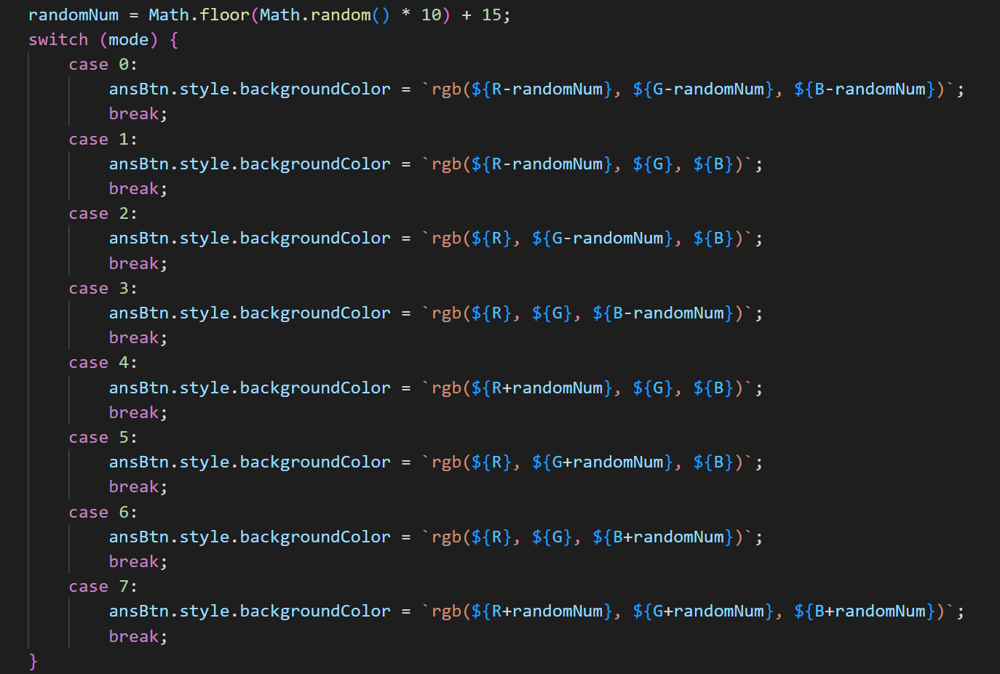 randomNum = Math.floor(Math.random() * 10) + 15;
switch (mode) {
    case 0:
        ansBtn.style.backgroundColor = `rgb(${R-randomNum}, ${G-randomNum}, ${B-randomNum})`;
        break;
    case 1:
        ansBtn.style.backgroundColor = `rgb(${R-randomNum}, ${G}, ${B})`;
        break;
    case 2:
        ansBtn.style.backgroundColor = `rgb(${R}, ${G-randomNum}, ${B})`;
        break;
    case 3:
        ansBtn.style.backgroundColor = `rgb(${R}, ${G}, ${B-randomNum})`;
        break;
    case 4:
        ansBtn.style.backgroundColor = `rgb(${R+randomNum}, ${G}, ${B})`;
        break;
    case 5:
        ansBtn.style.backgroundColor = `rgb(${R}, ${G+randomNum}, ${B})`;
        break;
    case 6:
        ansBtn.style.backgroundColor = `rgb(${R}, ${G}, ${B+randomNum})`;
        break;
    case 7:
        ansBtn.style.backgroundColor = `rgb(${R+randomNum}, ${G+randomNum}, ${B+randomNum})`;
        break;
}